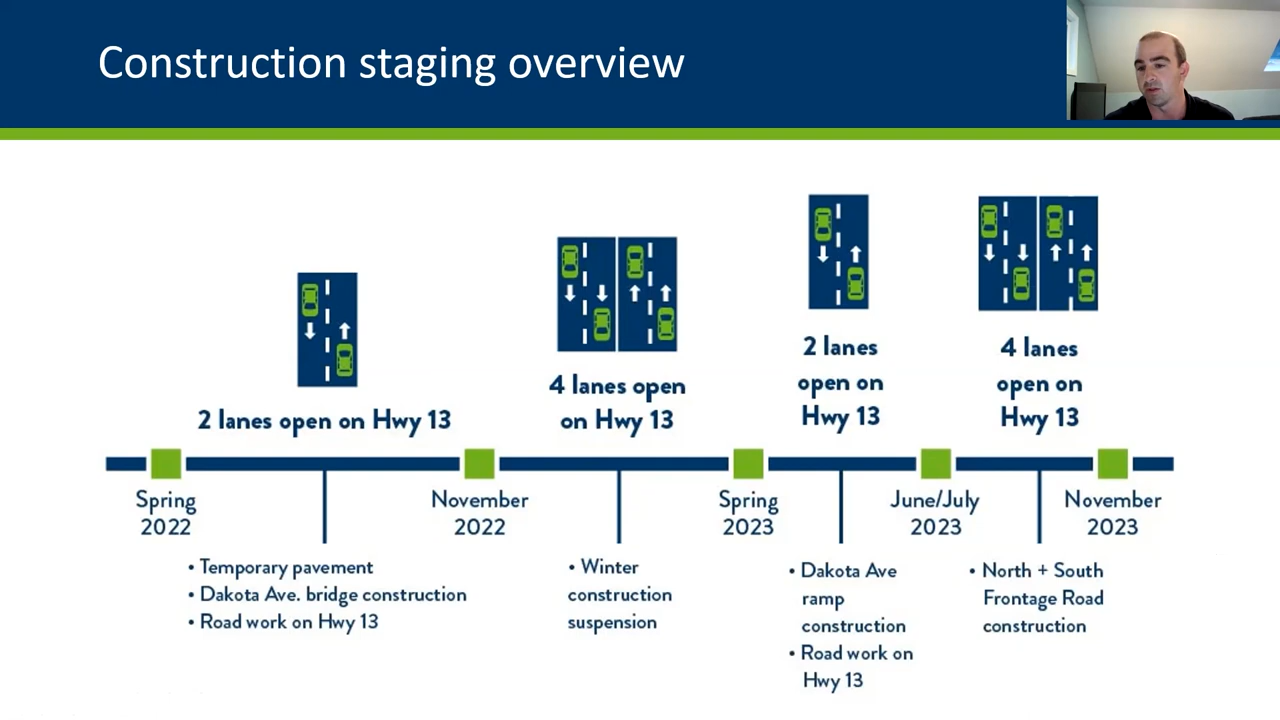 Construction staging overview
2 lanes open on Hwy 13
4 lanes open
on Hwy 13
2 lanes
open on
Hwy 13
4 lanes
open on
Hwy 13
Spring
2022
November
2022
Spring
2023
June/July
2023
November
2023
• Temporary pavement
• Dakota Ave. bridge construction
• Road work on Hwy 13
• Winter
construction
suspension
• Dakota Ave
ramp
construction
• Road work on
Hwy 13
• North + South
Frontage Road
construction